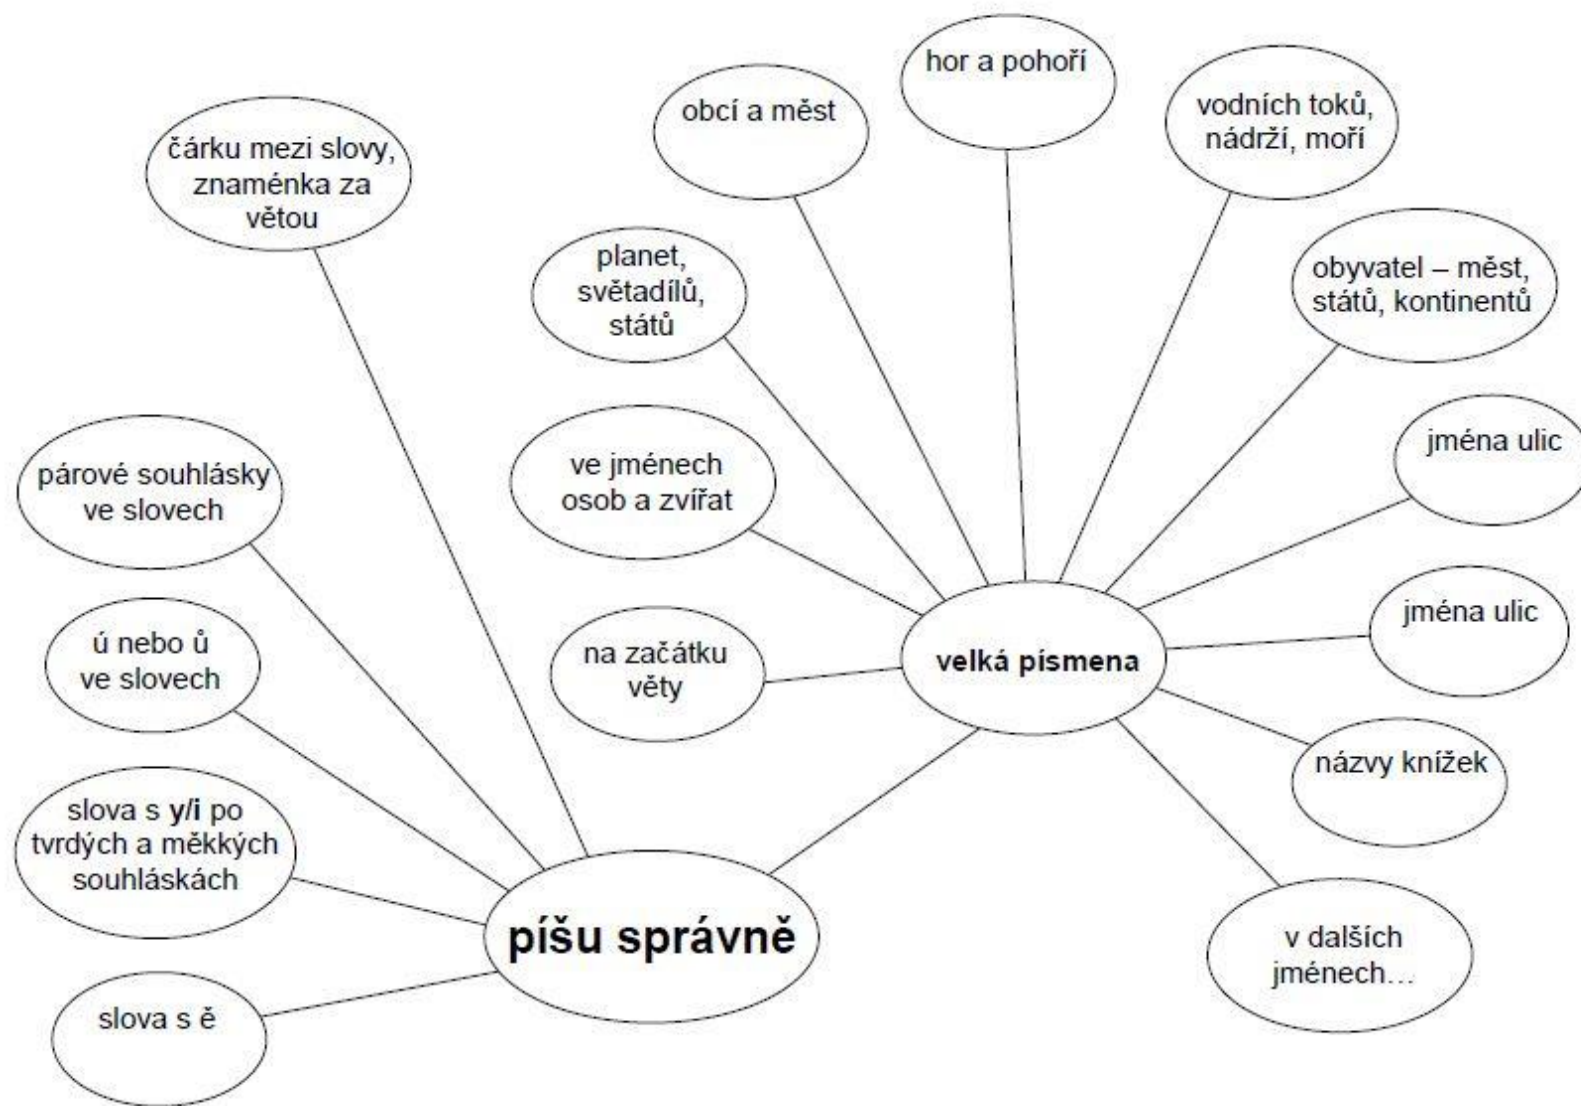 hor a pohoří
obcí a měst
vodních toků,
nádrží, moří
čárku mezi slovy,
znaménka za
větou
planet,
světadílů,
států
obyvatel – měst,
států, kontinentů
jména ulic
párové souhlásky
ve slovech
ve jménech
osob a zvířat
jména ulic
ú nebo ů
ve slovech
na začátku
věty
velká písmena
názvy knížek
slova s y/i po
tvrdých a měkkých
souhláskách
píšu správně
v dalších
jménech…
slova s ě